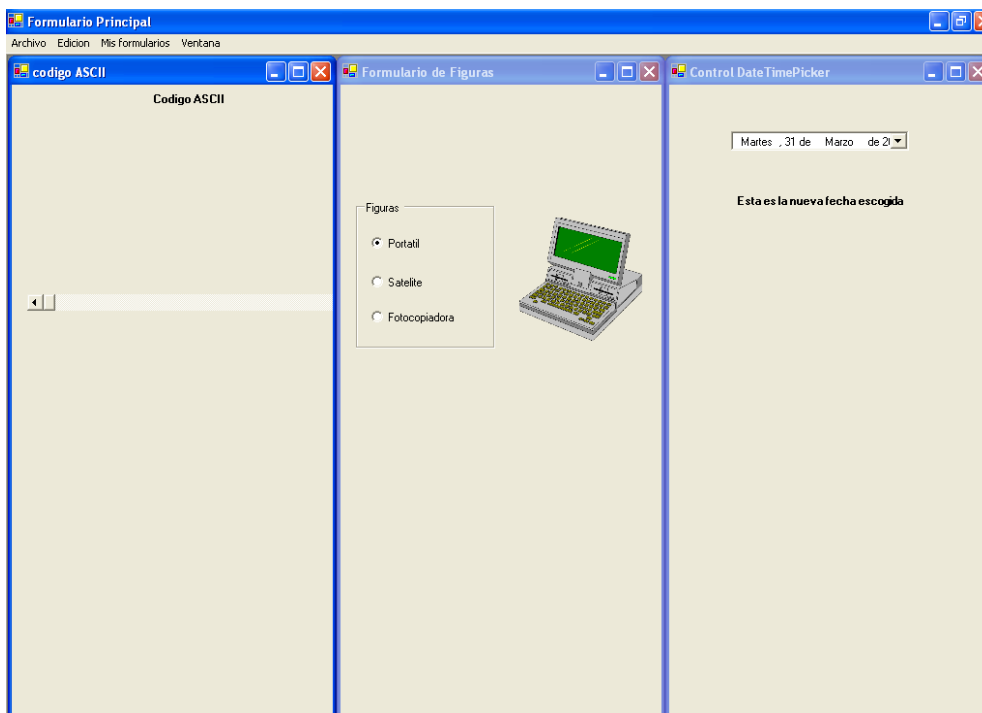 Formulario Principal
Archivo Edicion Mis formularios Ventana
codigo ASCII
Codigo ASCII
Formulario de Figuras
Figuras
Portatil
Satelite
Fotocopiadora
Control DateTimePicker
Martes , 31 de Marzo de
Esta es la nueva fecha escogida